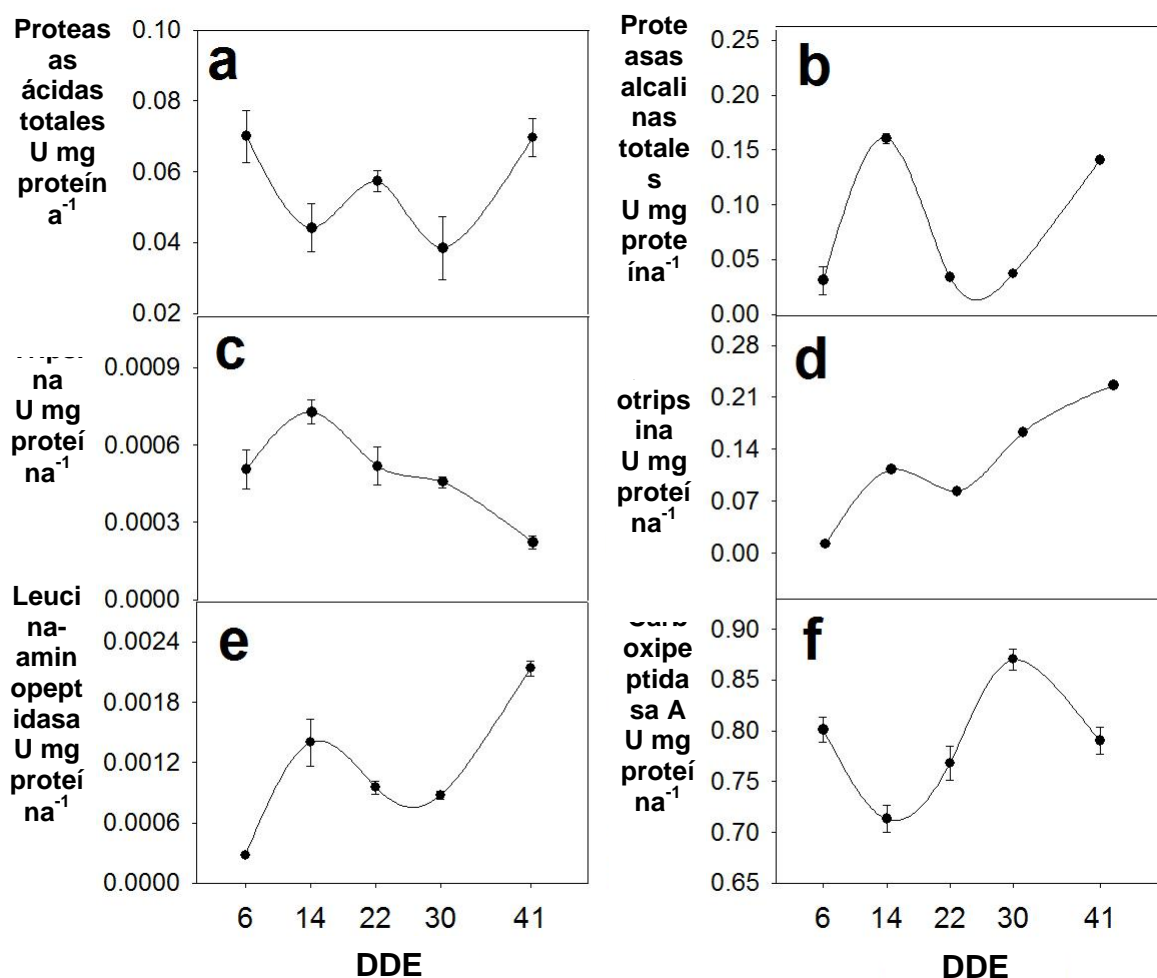 Proteas
as
ácidas
totales
U mg
proteín
a⁻¹
0.10
0.08
0.06
0.04
0.02
a
Prote
asas
alcali
nas
totale
s
U mg
prote
ína⁻¹
0.25
0.20
0.15
0.10
0.05
0.00
b
na
U mg
proteí
na⁻¹
0.0009
0.0006
0.0003
0.0000
c
otrips
ina
U mg
proteí
na⁻¹
0.28
0.21
0.14
0.07
0.00
d
Leuci
na-
amin
opept
idasa
U mg
proteí
na⁻¹
0.0024
0.0018
0.0012
0.0006
0.0000
e
6 14 22 30 41
DDE
oxipe
ptida
sa A
U mg
proteí
na⁻¹
0.90
0.85
0.80
0.75
0.70
0.65
f
6 14 22 30 41
DDE